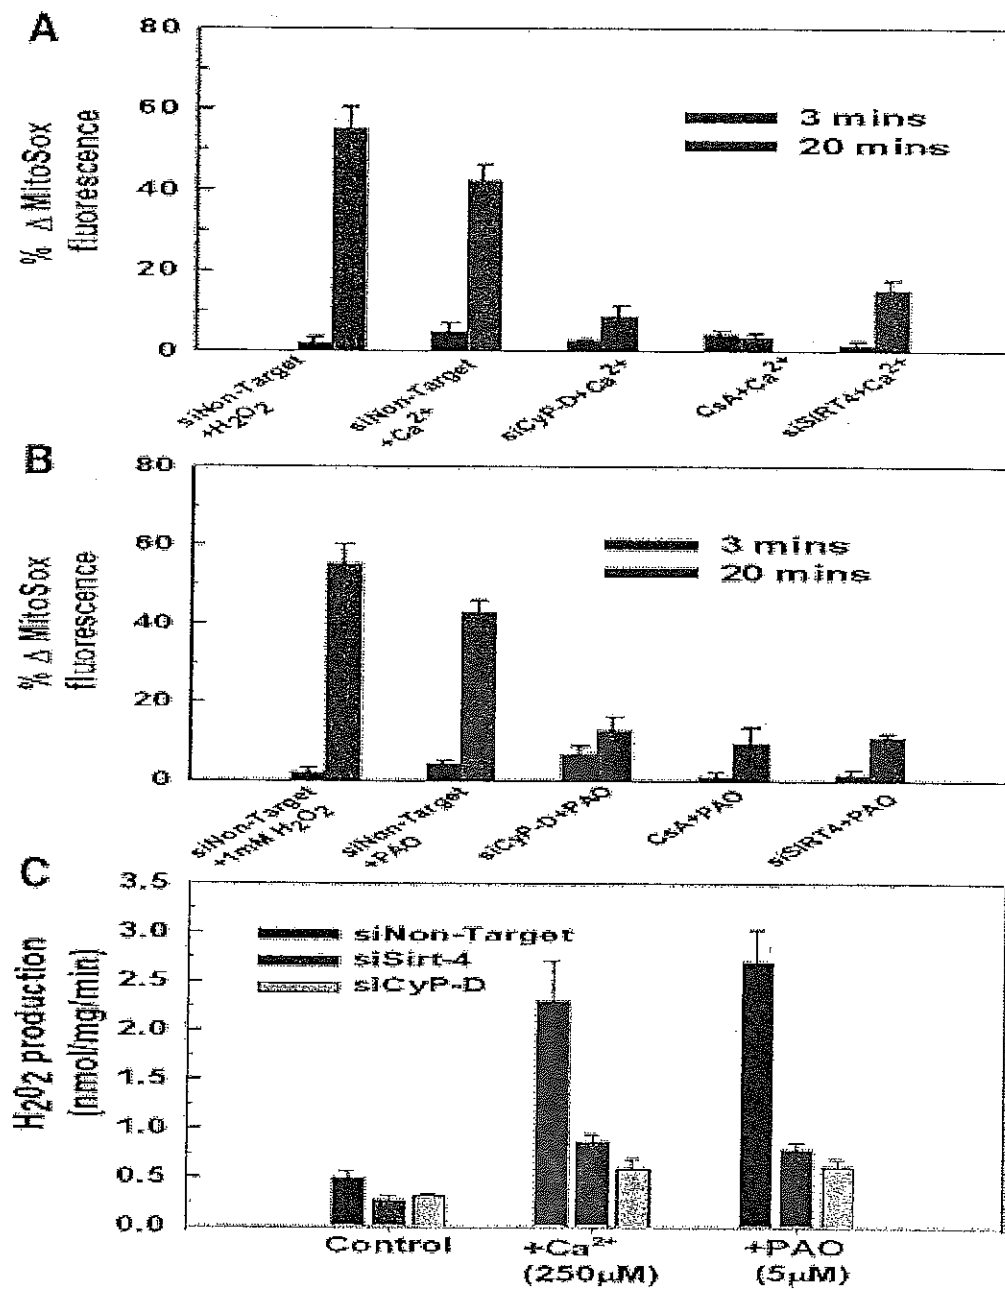 A
80
60
40
20
0
% Δ MitoSox
fluorescence
3 mins
20 mins
siNon-Target
+H2O2
siNon-Target
+Ca2+
siCyP-D+Ca2+
CsA+Ca2+
siSIRT4+Ca2+
B
80
60
40
20
0
% Δ MitoSox
fluorescence
3 mins
20 mins
siNon-Target
+1mM H2O2
siNon-Target
+PAO
siCyP-D+PAO
CsA+PAO
siSIRT4+PAO
C
3.5
3.0
2.5
2.0
1.5
1.0
0.5
0.0
H2O2 production
(nmol/mg/min)
siNon-Target
siSirt-4
siCyP-D
Control
+Ca2+
(250μM)
+PAO
(5μM)